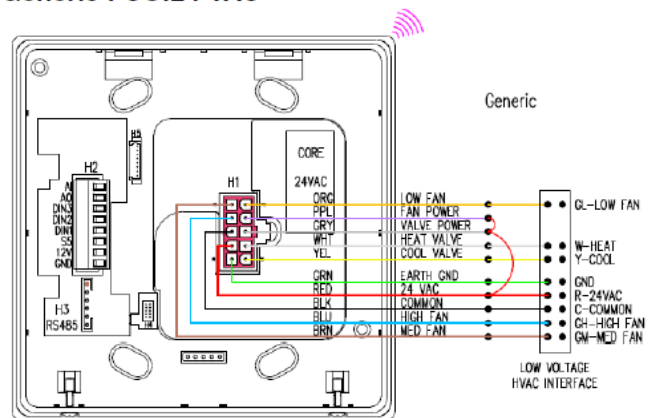 Generic
CORE
24VAC
H5
H2
H1
AI
AO
DIN3
DIN2
DIN1
S5
12V
GND
H3
RS485
H4
ORG LOW FAN
PPL FAN POWER
GRY VALVE POWER
WHT HEAT VALVE
YEL COOL VALVE
GRN EARTH GND
RED 24 VAC
BLK COMMON
BLU HIGH FAN
BRN MED FAN
GL-LOW FAN
W-HEAT
Y-COOL
GND
R-24VAC
C-COMMON
GH-HIGH FAN
GM-MED FAN
LOW VOLTAGE
HVAC INTERFACE